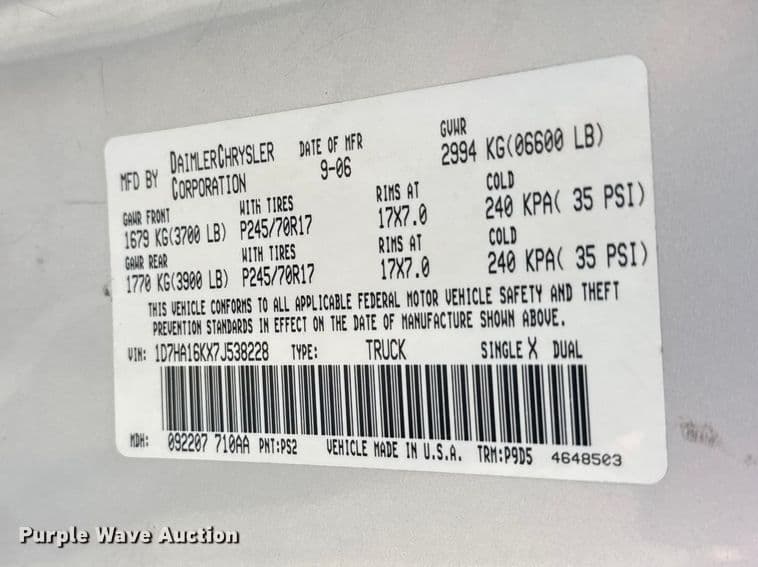 MFD BY DAIMLERCHRYSLER CORPORATION DATE OF MFR 9-06 GVWR 2994 KG(06600 LB)
GAWR FRONT WITH TIRES RIMS AT COLD
1679 KG(3700 LB) P245/70R17 17X7.0 240 KPA( 35 PSI)
GAWR REAR WITH TIRES RIMS AT COLD
1770 KG(3900 LB) P245/70R17 17X7.0 240 KPA( 35 PSI)
THIS VEHICLE CONFORMS TO ALL APPLICABLE FEDERAL MOTOR VEHICLE SAFETY AND THEFT
PREVENTION STANDARDS IN EFFECT ON THE DATE OF MANUFACTURE SHOWN ABOVE.
VIN: 1D7HA16KX7J538228 TYPE: TRUCK SINGLE X DUAL
MDH: 092207 710AA PNT:PS2 VEHICLE MADE IN U.S.A. TRM:P9D5 4648503
Purple Wave Auction